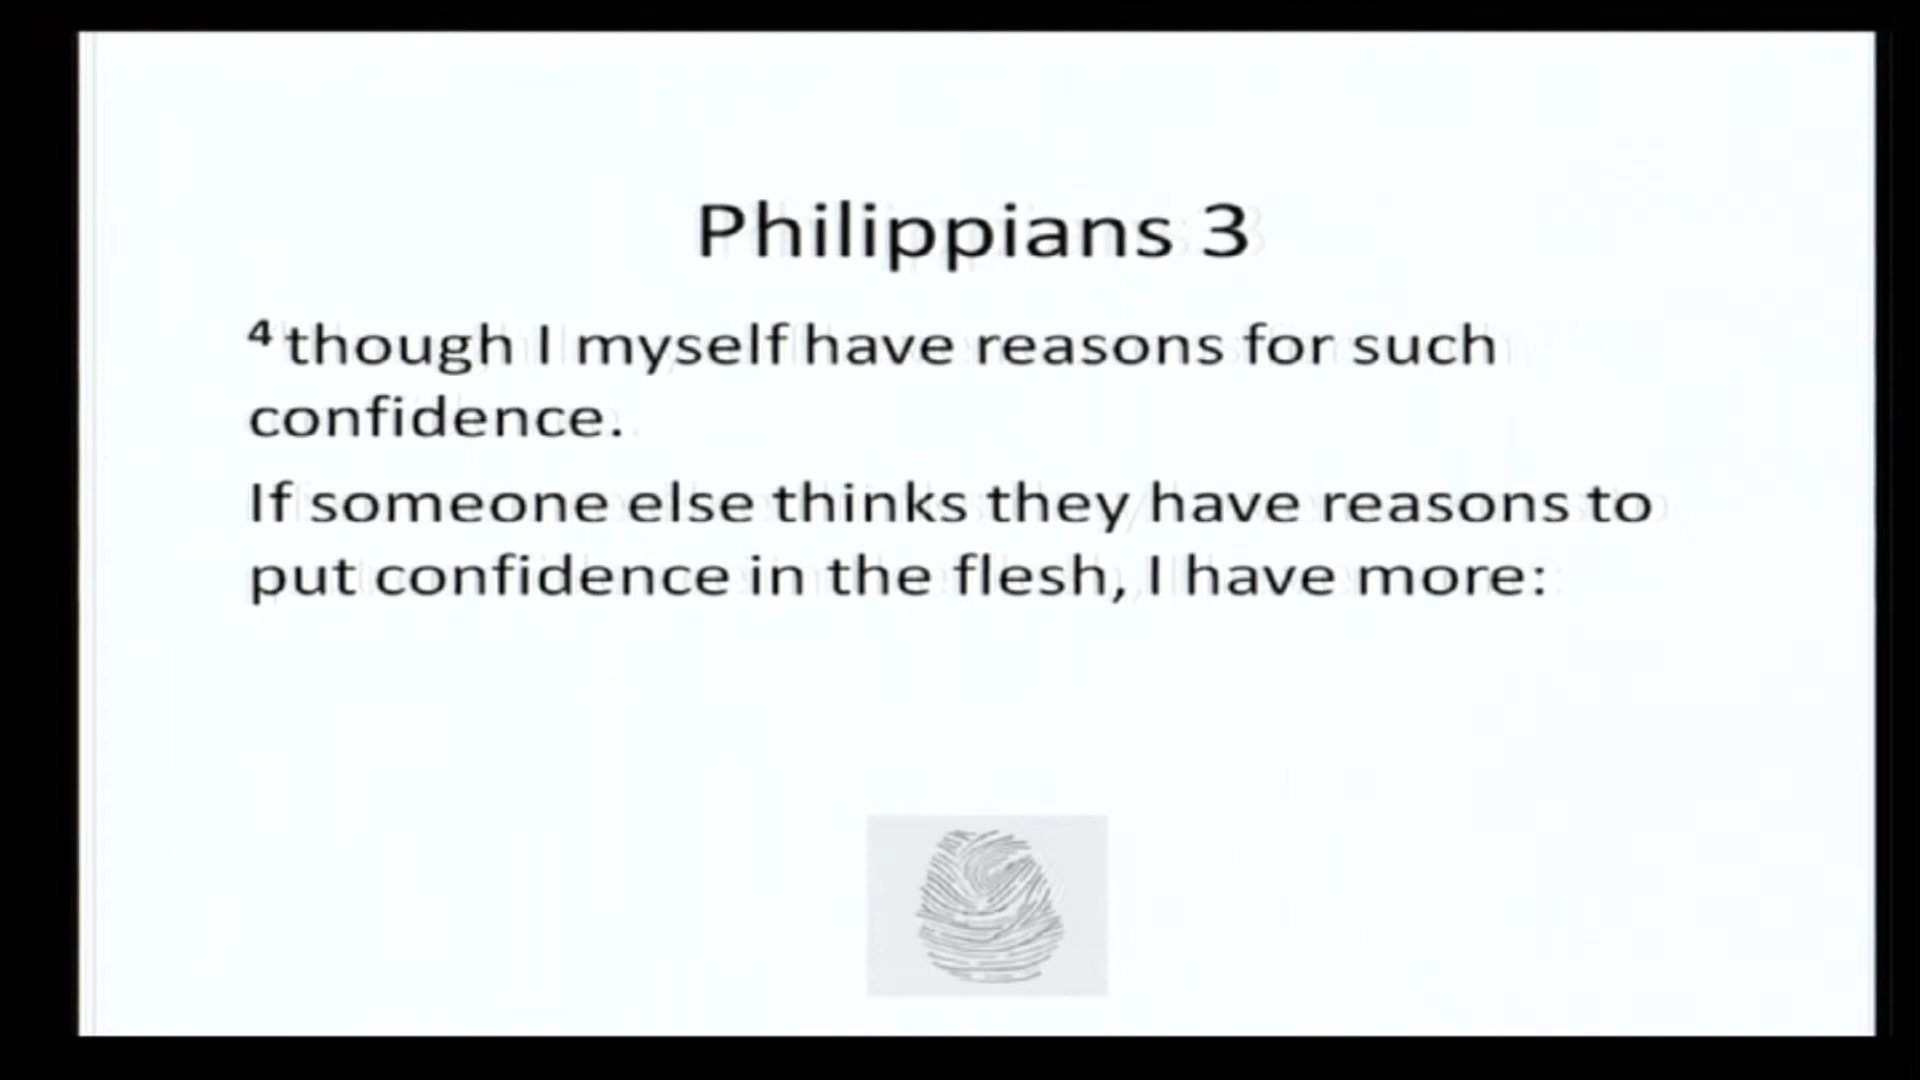 Philippians 3
⁴ though I myself have reasons for such
confidence.
If someone else thinks they have reasons to
put confidence in the flesh, I have more: